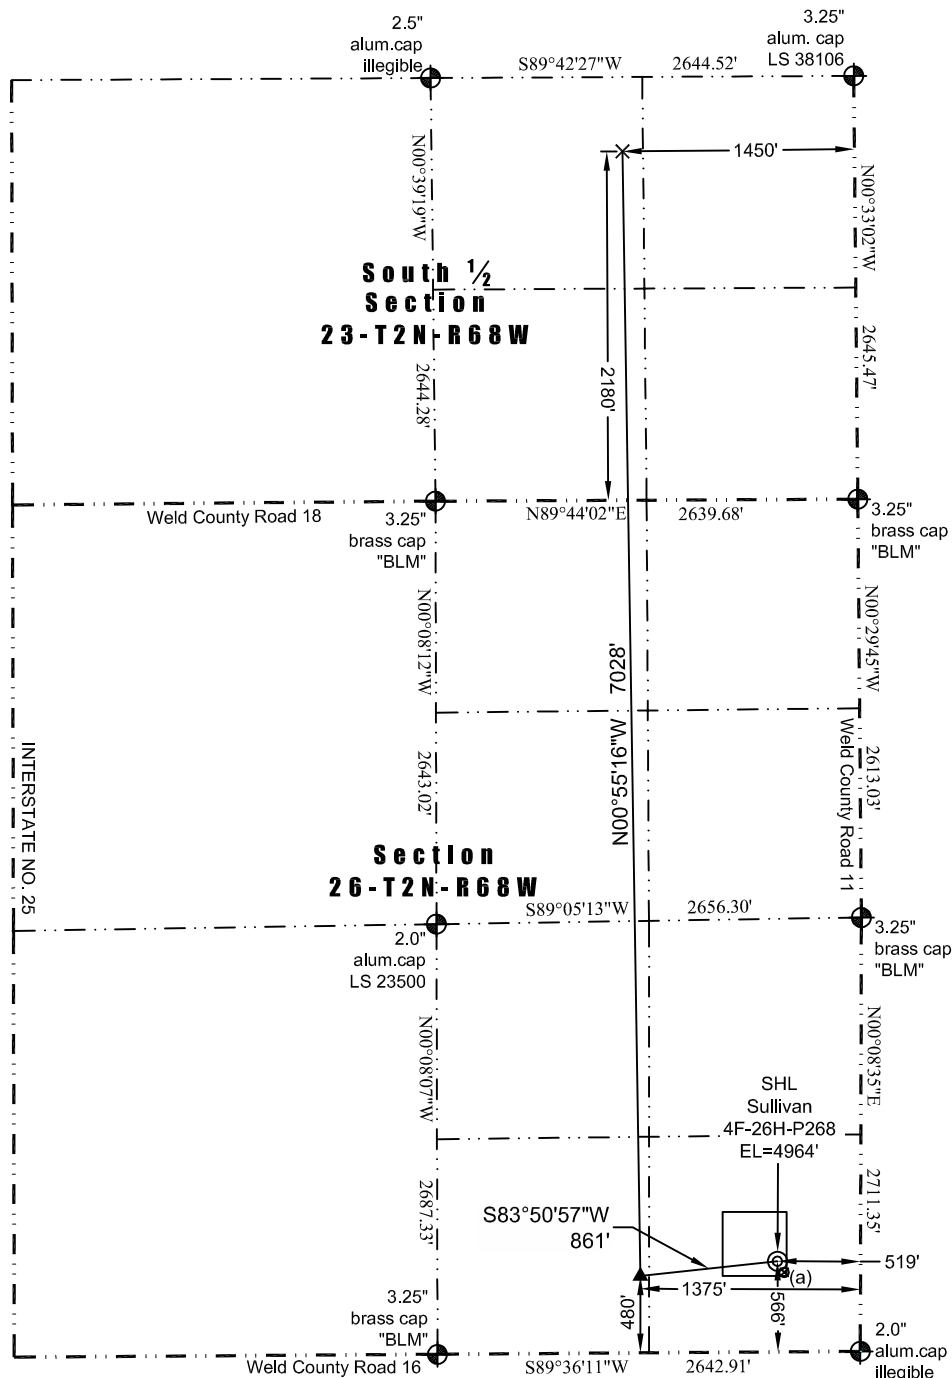 2.5"
alum.cap
illegible
3.25"
alum. cap
LS 38106
S89°42'27"W
2644.52'
1450'
N00°39'19"W
N00°33'02"W
South ½
Section
23-T2N-R68W
2644.28'
2180'
2645.47'
Weld County Road 18
3.25"
brass cap
"BLM"
N89°44'02"E
2639.68'
3.25"
brass cap
"BLM"
N00°08'12"W
7028'
N00°29'45"W
N00°55'16"W
INTERSTATE NO. 25
2643.02'
Weld County Road 11
2613.03'
Section
26-T2N-R68W
S89°05'13"W
2656.30'
2.0"
alum.cap
LS 23500
3.25"
brass cap
"BLM"
N00°08'07"W
N00°08'35"E
SHL
Sullivan
4F-26H-P268
EL=4964'
2687.33'
S83°50'57"W
861'
2711.35'
519'
(a)
1375'
480'
566'
3.25"
brass cap
"BLM"
Weld County Road 16
S89°36'11"W
2642.91'
2.0"
alum.cap
illegible